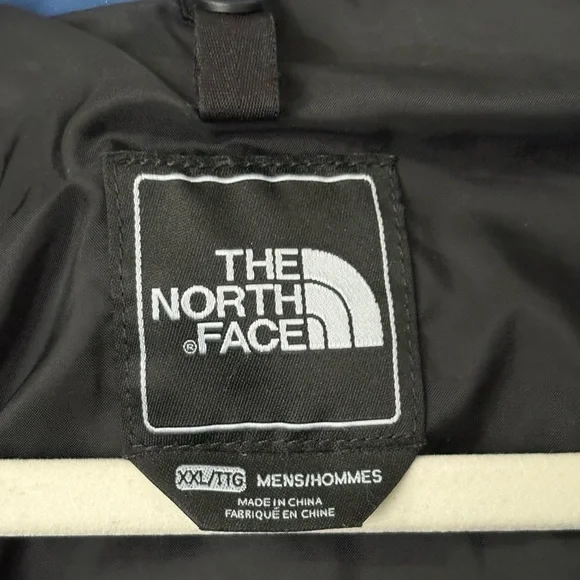 THE
NORTH
®FACE
XXL/TTG MENS/HOMMES
MADE IN CHINA
FABRIQUÉ EN CHINE